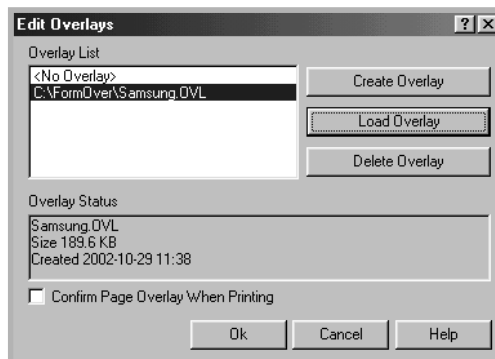 Edit Overlays
? ×
Overlay List
<No Overlay>
C:\FormOver\Samsung.OVL
Create Overlay
Load Overlay
Delete Overlay
Overlay Status
Samsung.OVL
Size 189.6 KB
Created 2002-10-29 11:38
Confirm Page Overlay When Printing
Ok
Cancel
Help